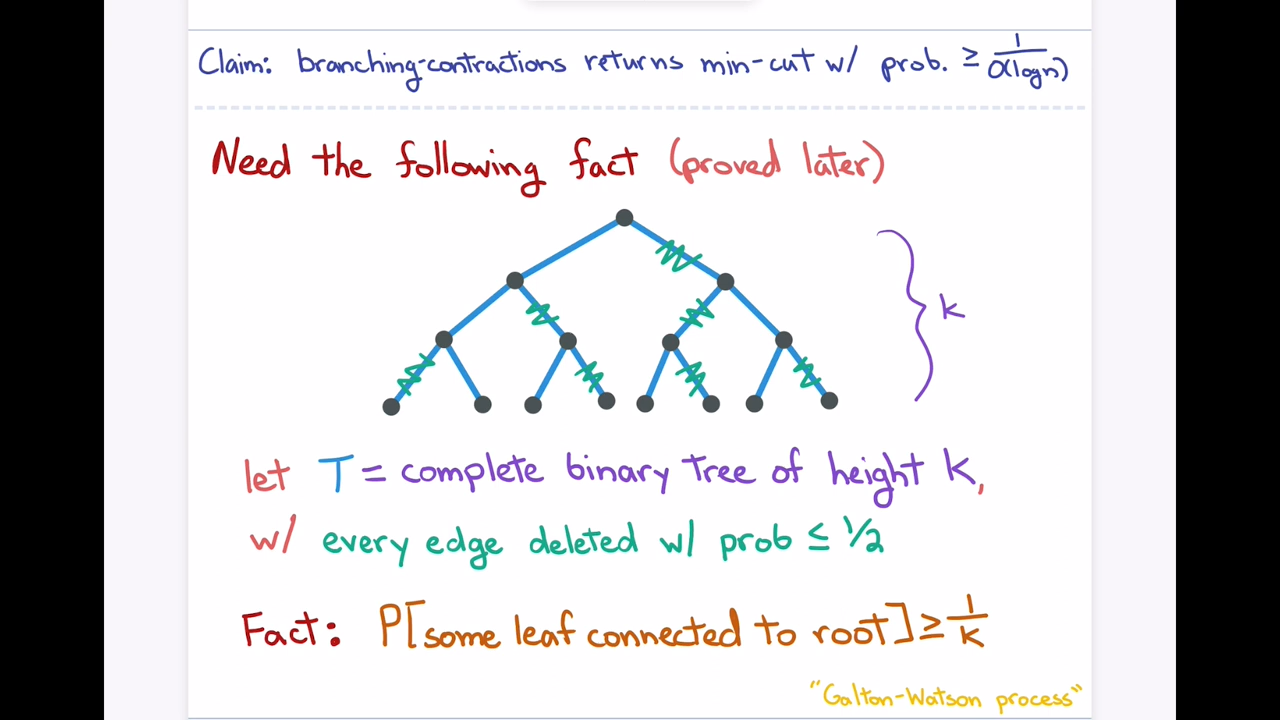 Claim: branching-contractions returns min-cut w/ prob. ≥ 1/O(log n)
Need the following fact (proved later)
k
let T = complete binary tree of height k,
w/ every edge deleted w/ prob ≤ 1/2
Fact: P[some leaf connected to root] ≥ 1/k
"Galton-Watson process"